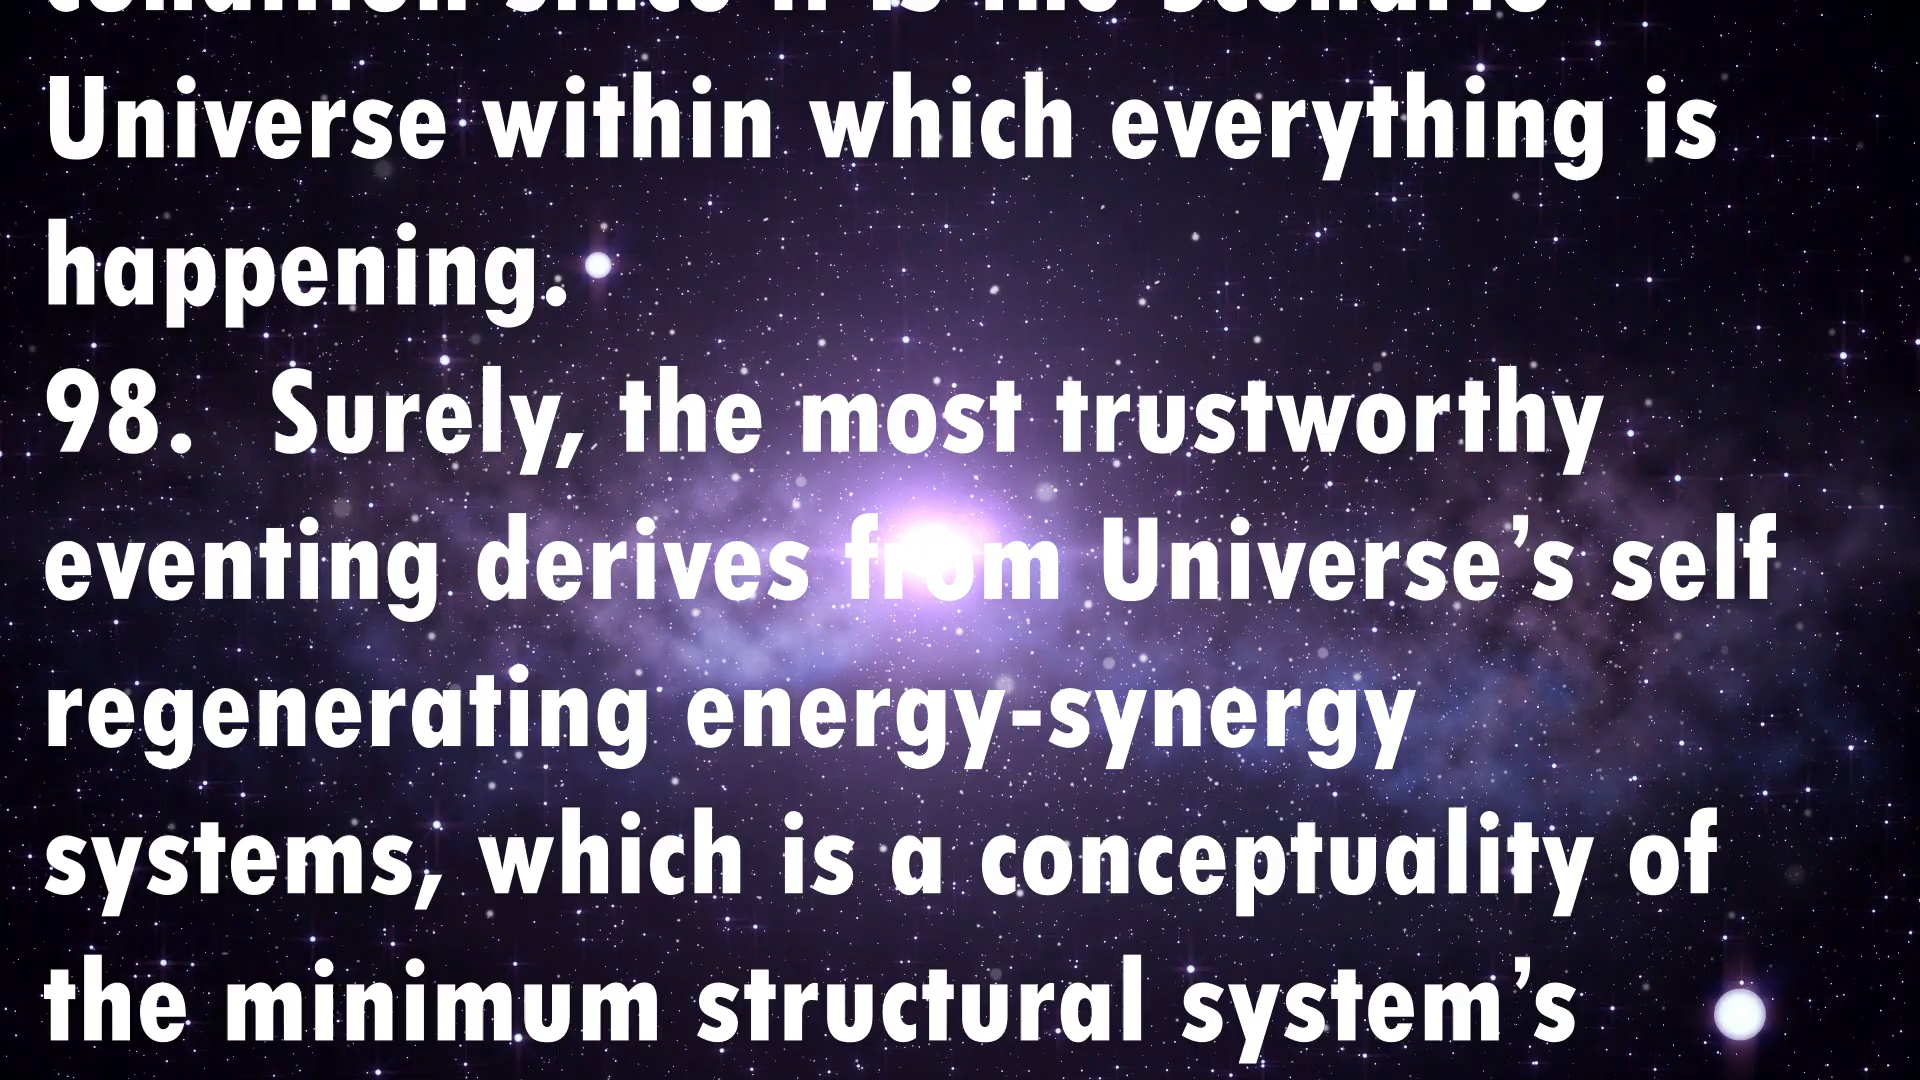 condition since it is the Scenario
Universe within which everything is
happening.
98. Surely, the most trustworthy
eventing derives from Universe’s self
regenerating energy-synergy
systems, which is a conceptuality of
the minimum structural system’s